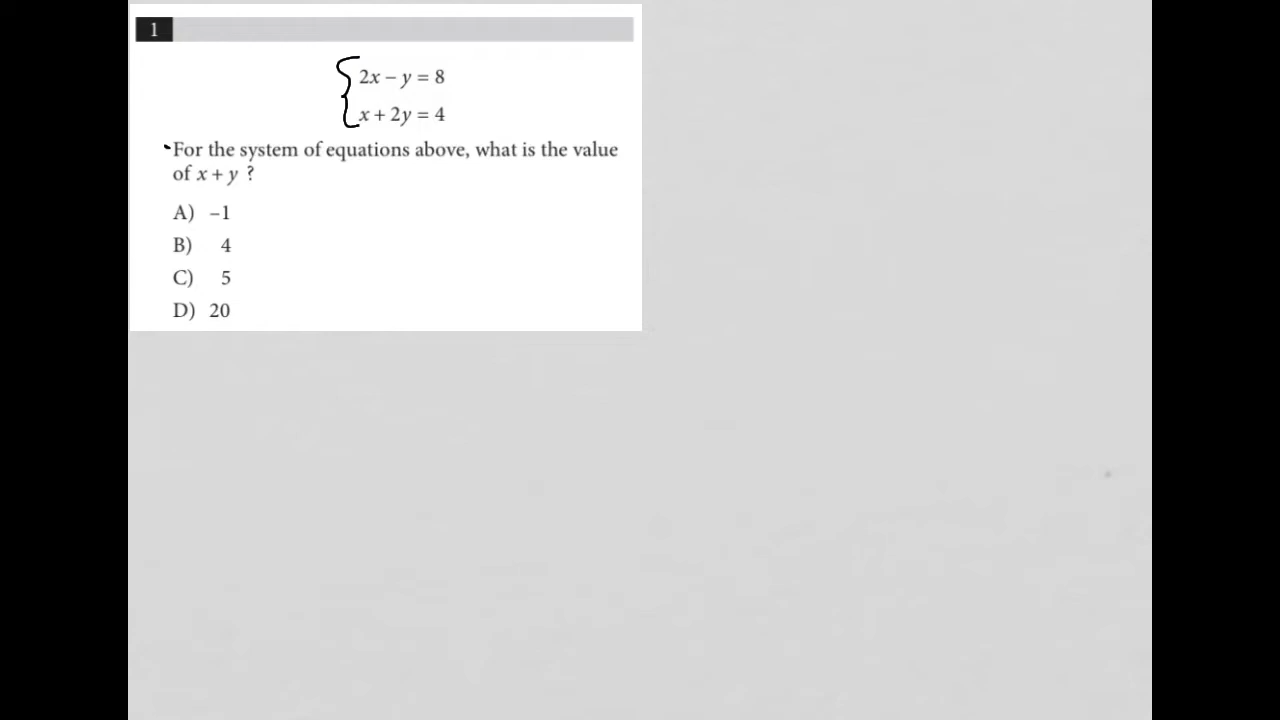 1
2x − y = 8
x + 2y = 4
For the system of equations above, what is the value
of x + y ?
A) −1
B) 4
C) 5
D) 20